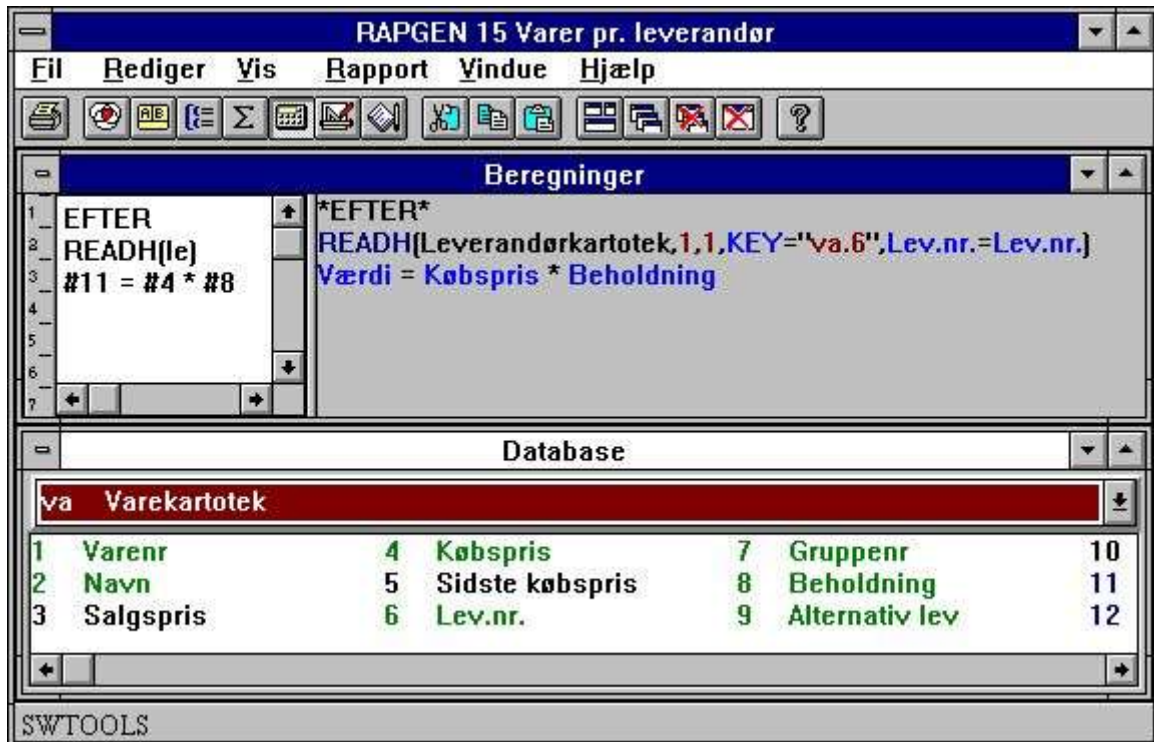 RAPGEN 15 Varer pr. leverandør
Fil Rediger Vis Rapport Vindue Hjælp
Beregninger
1 EFTER
2 READH(le)
3 #11 = #4 * #8
4
5
6
7
*EFTER*
READH(Leverandørkartotek,1,1,KEY="va.6",Lev.nr.=Lev.nr.)
Værdi = Købspris * Beholdning
Database
va Varekartotek
1 Varenr 4 Købspris 7 Gruppenr 10
2 Navn 5 Sidste købspris 8 Beholdning 11
3 Salgspris 6 Lev.nr. 9 Alternativ lev 12
SWTOOLS